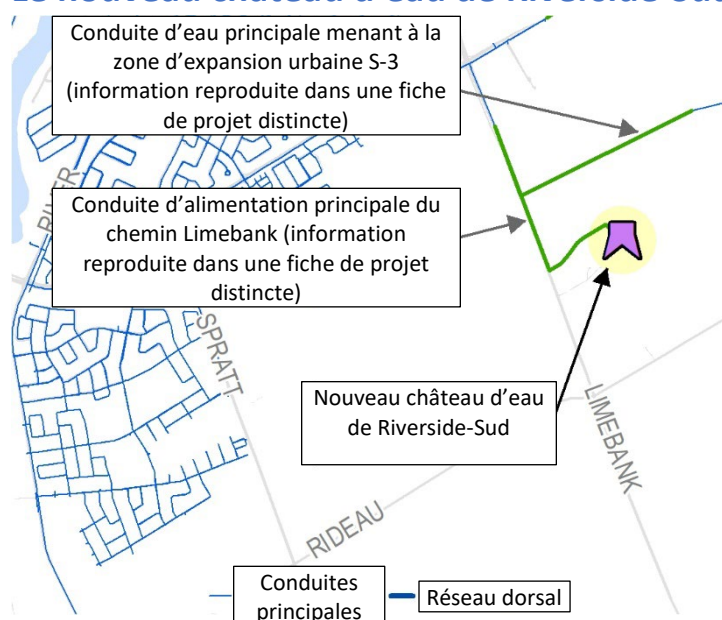 Conduite d'eau principale menant à la
zone d'expansion urbaine S-3
(information reproduite dans une fiche
de projet distincte)
RIVER
Conduite d'alimentation principale du
chemin Limebank (information
reproduite dans une fiche de projet
distincte)
SPRATT
Nouveau château d'eau
de Riverside-Sud
LIMEBANK
RIDEAU
Conduites
principales
Réseau dorsal